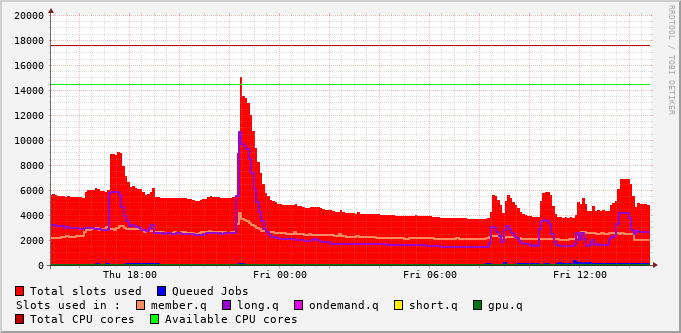 20000
18000
16000
14000
12000
10000
8000
6000
4000
2000
0
Thu 18:00 Fri 00:00 Fri 06:00 Fri 12:00
RRDTOOL / TOBI OETIKER
Total slots used Queued Jobs
Slots used in : member.q long.q ondemand.q short.q gpu.q
Total CPU cores Available CPU cores